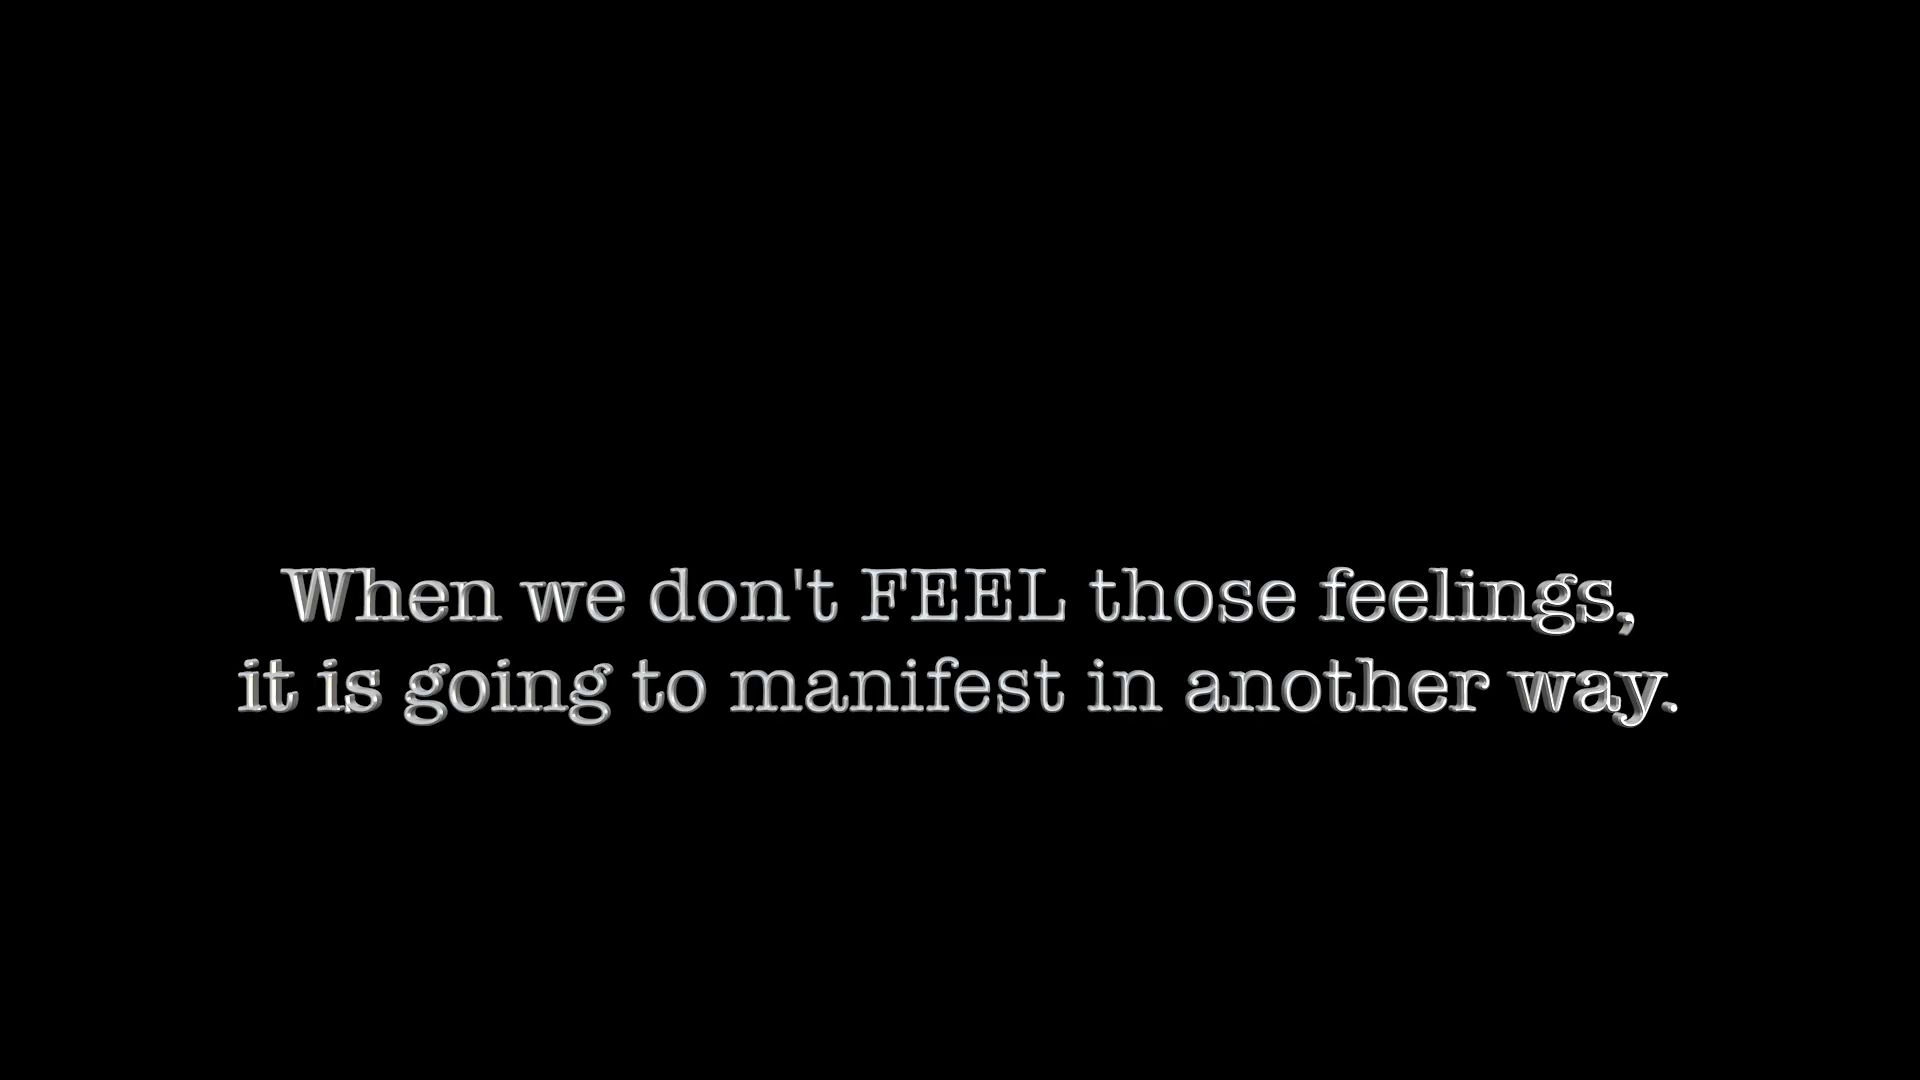 When we don't FEEL those feelings,
it is going to manifest in another way.